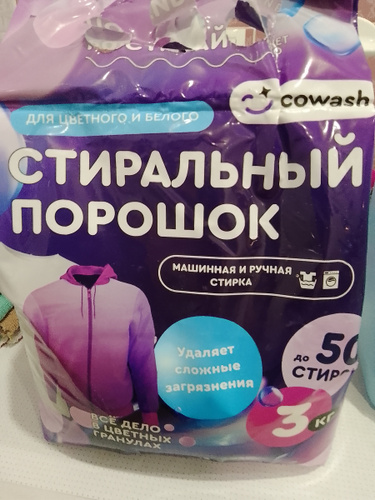 cowash
ДЛЯ ЦВЕТНОГО И БЕЛОГО
СТИРАЛЬНЫЙ
ПОРОШОК
МАШИННАЯ И РУЧНАЯ
СТИРКА
Удаляет
сложные
загрязнения
до 50
СТИРО
ВСЁ ДЕЛО
В ЦВЕТНЫХ
ГРАНУЛАХ
3 КГ